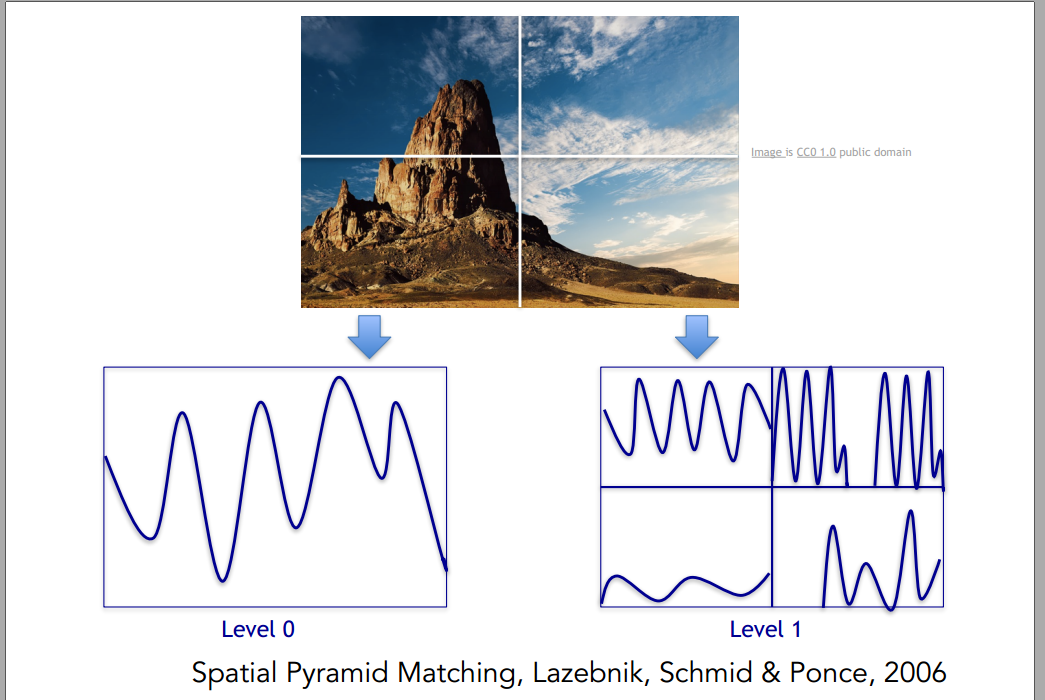 Image is CC0 1.0 public domain
Level 0
Level 1
Spatial Pyramid Matching, Lazebnik, Schmid & Ponce, 2006